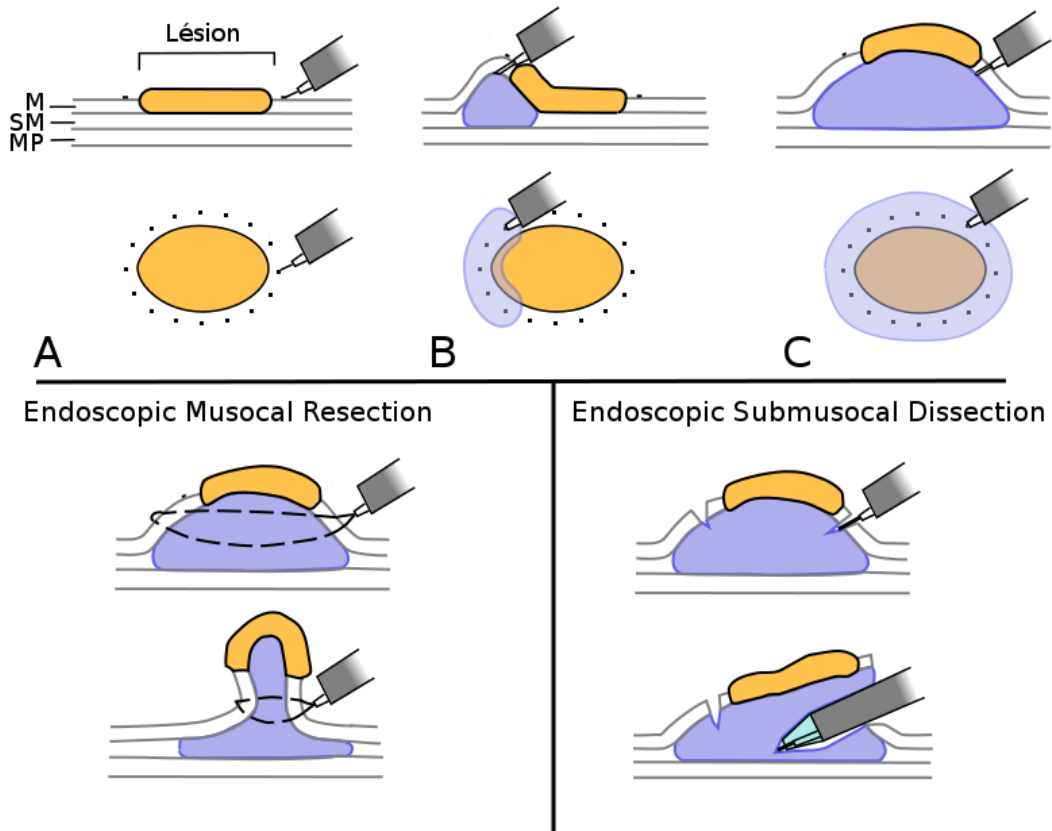 Lésion
M
SM
MP
A
B
C
Endoscopic Musocal Resection
Endoscopic Submusocal Dissection